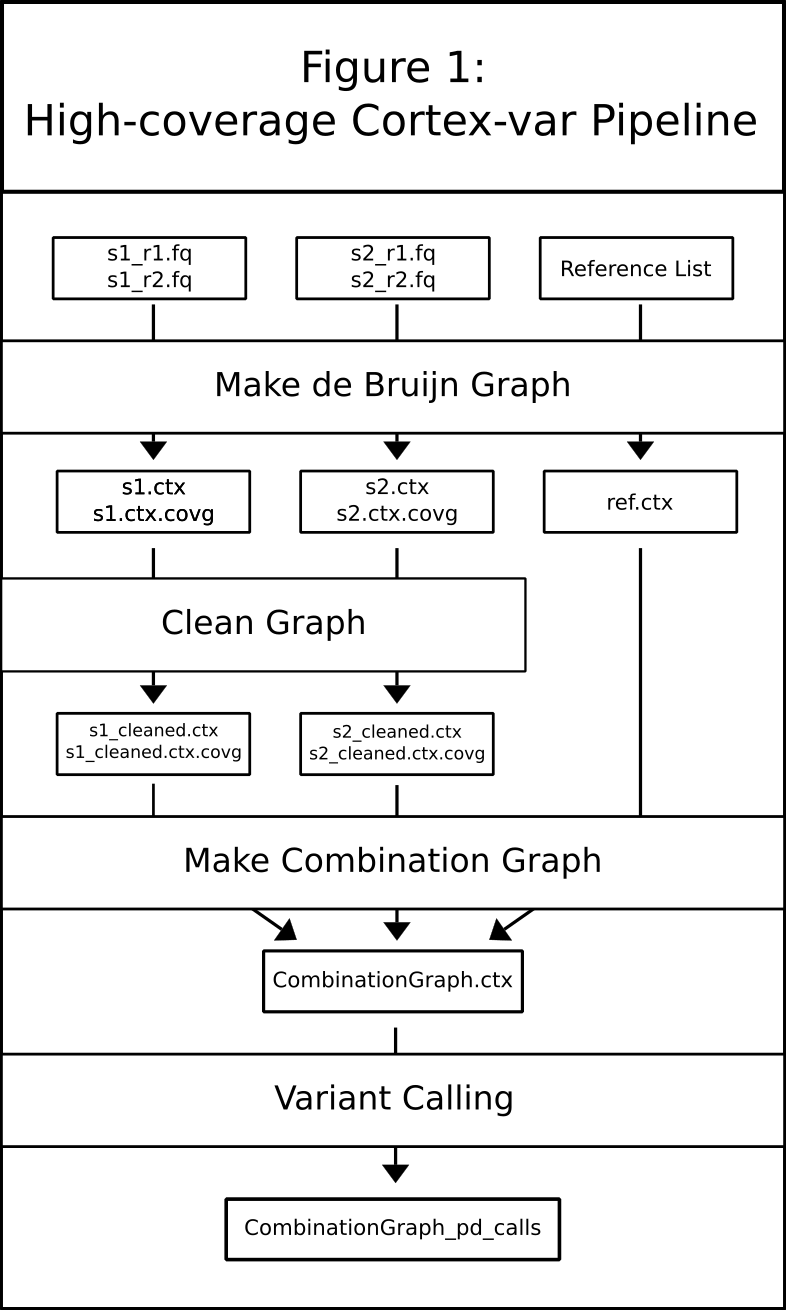 Figure 1:
High-coverage Cortex-var Pipeline
s1_r1.fq
s1_r2.fq
s2_r1.fq
s2_r2.fq
Reference List
Make de Bruijn Graph
s1.ctx
s1.ctx.covg
s2.ctx
s2.ctx.covg
ref.ctx
Clean Graph
s1_cleaned.ctx
s1_cleaned.ctx.covg
s2_cleaned.ctx
s2_cleaned.ctx.covg
Make Combination Graph
CombinationGraph.ctx
Variant Calling
CombinationGraph_pd_calls